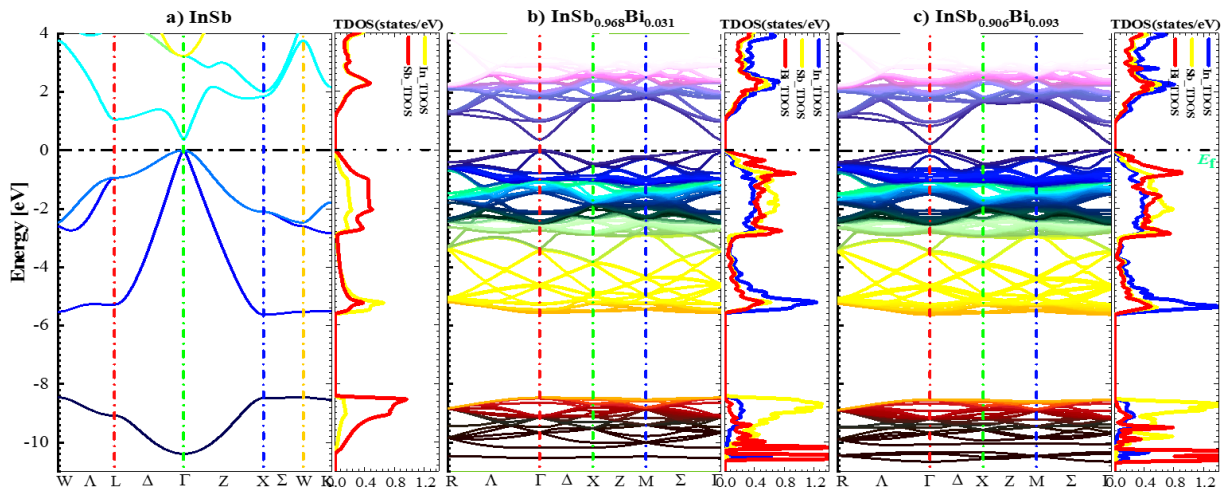 a) InSb
TDOS(states/eV)
b) InSb0.968Bi0.031
TDOS(states/eV)
c) InSb0.906Bi0.093
TDOS(states/eV)
Energy [eV]
4
2
0
-2
-4
-6
-8
-10
In_TDOS
Sb_TDOS
In_TDOS
Sb_TDOS
Bi_TDOS
In_TDOS
Sb_TDOS
Bi_TDOS
Ef
W Λ L Δ Γ Z X Σ W K
0.0 0.4 0.8 1.2
R Λ Γ Δ X Z M Σ Γ
0.0 0.4 0.8 1.2
R Λ Γ Δ X Z M Σ Γ
0.0 0.4 0.8 1.2